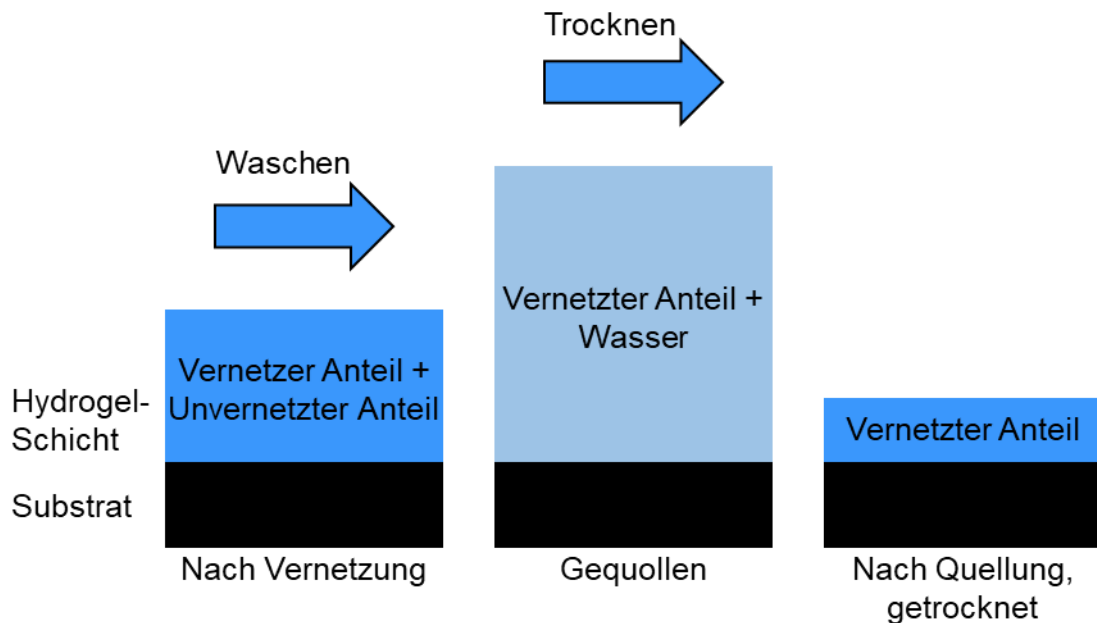 Trocknen
Waschen
Vernetzter Anteil +
Wasser
Vernetzer Anteil +
Unvernetzter Anteil
Hydrogel-
Schicht
Vernetzter Anteil
Substrat
Nach Vernetzung
Gequollen
Nach Quellung,
getrocknet